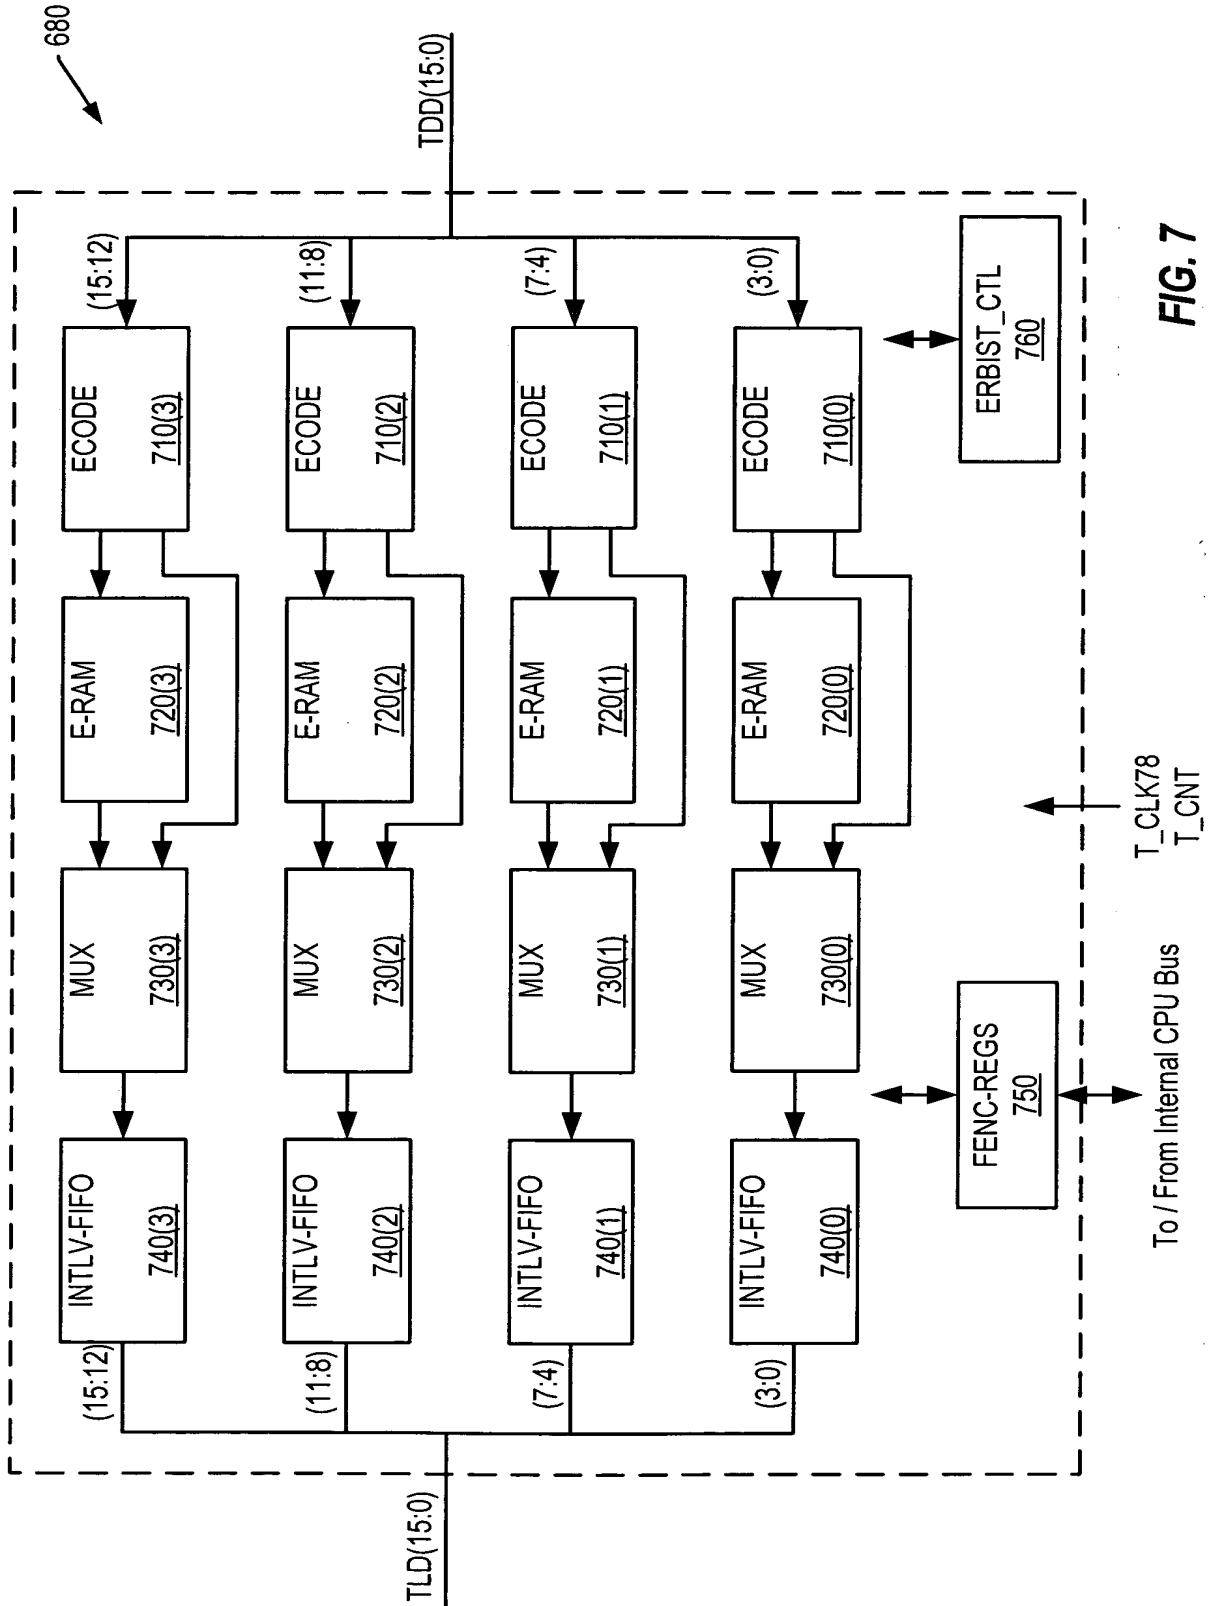 680
TDD(15:0)
(15:12)
(11:8)
(7:4)
(3:0)
ECODE
710(3)
ECODE
710(2)
ECODE
710(1)
ECODE
710(0)
ERBIST_CTL
760
E-RAM
720(3)
E-RAM
720(2)
E-RAM
720(1)
E-RAM
720(0)
T_CLK78
T_CNT
MUX
730(3)
MUX
730(2)
MUX
730(1)
MUX
730(0)
FENC-REGS
750
To / From Internal CPU Bus
INTLV-FIFO
740(3)
INTLV-FIFO
740(2)
INTLV-FIFO
740(1)
INTLV-FIFO
740(0)
(15:12)
(11:8)
(7:4)
(3:0)
TLD(15:0)
FIG. 7